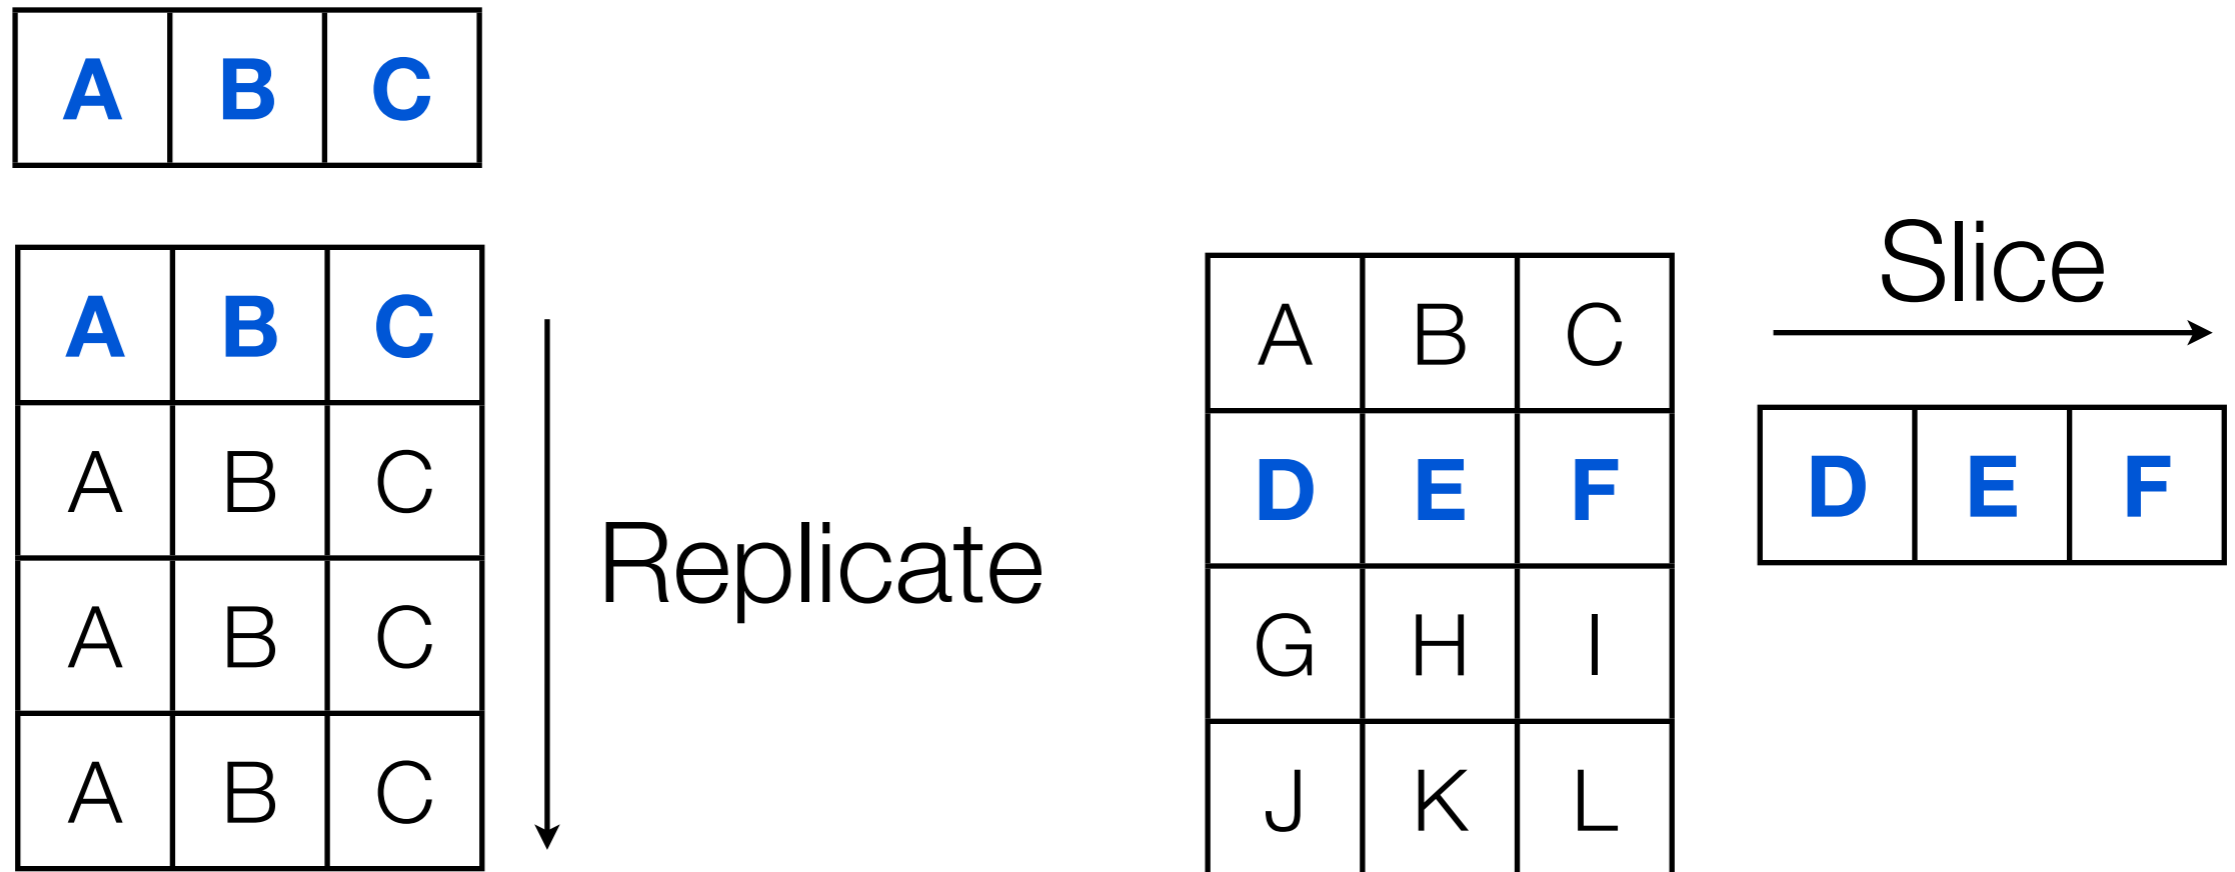 A B C
A B C
A B C
A B C
A B C
Replicate
A B C
D E F
G H I
J K L
Slice
D E F